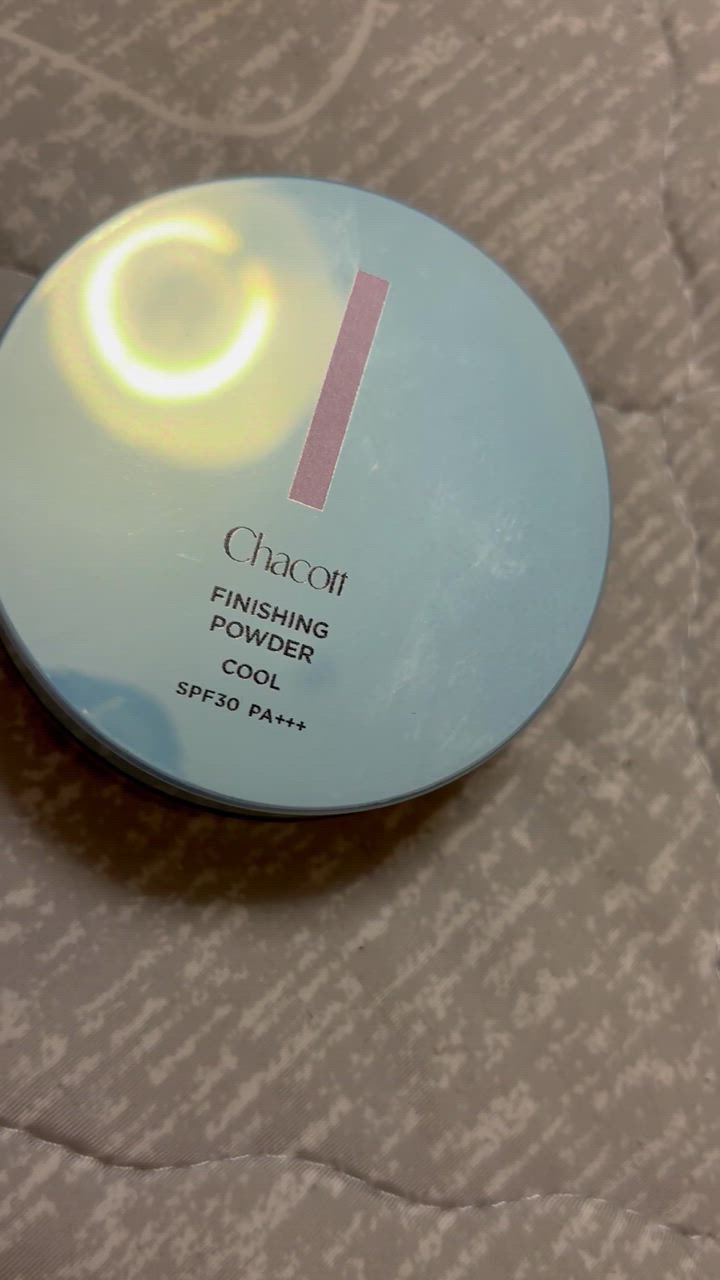 Chacott
FINISHING
POWDER
COOL
SPF30 PA+++